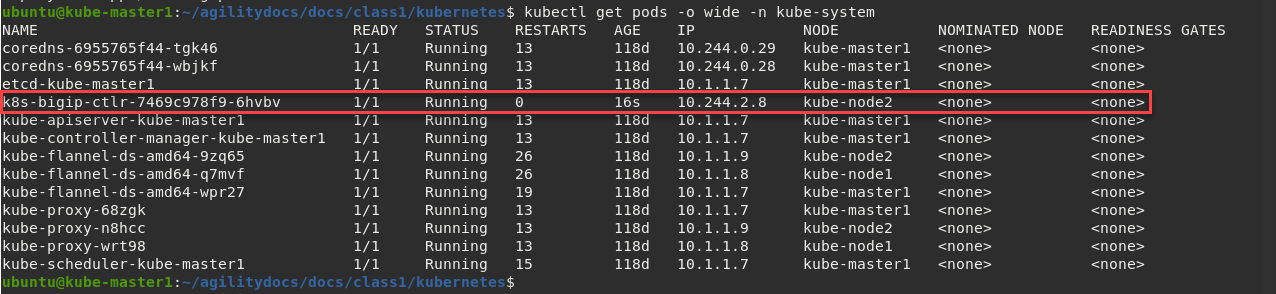 ubuntu@kube-master1:~/agilitydocs/docs/class1/kubernetes$ kubectl get pods -o wide -n kube-system
NAME READY STATUS RESTARTS AGE IP NODE NOMINATED NODE READINESS GATES
coredns-6955765f44-tgk46 1/1 Running 13 118d 10.244.0.29 kube-master1 <none> <none>
coredns-6955765f44-wbjkf 1/1 Running 13 118d 10.244.0.28 kube-master1 <none> <none>
etcd-kube-master1 1/1 Running 13 118d 10.1.1.7 kube-master1 <none> <none>
k8s-bigip-ctlr-7469c978f9-6hvbv 1/1 Running 0 16s 10.244.2.8 kube-node2 <none> <none>
kube-apiserver-kube-master1 1/1 Running 13 118d 10.1.1.7 kube-master1 <none> <none>
kube-controller-manager-kube-master1 1/1 Running 13 118d 10.1.1.7 kube-master1 <none> <none>
kube-flannel-ds-amd64-9zq65 1/1 Running 26 118d 10.1.1.9 kube-node2 <none> <none>
kube-flannel-ds-amd64-q7mvf 1/1 Running 26 118d 10.1.1.8 kube-node1 <none> <none>
kube-flannel-ds-amd64-wpr27 1/1 Running 19 118d 10.1.1.7 kube-master1 <none> <none>
kube-proxy-68zgk 1/1 Running 13 118d 10.1.1.7 kube-master1 <none> <none>
kube-proxy-n8hcc 1/1 Running 13 118d 10.1.1.9 kube-node2 <none> <none>
kube-proxy-wrt98 1/1 Running 13 118d 10.1.1.8 kube-node1 <none> <none>
kube-scheduler-kube-master1 1/1 Running 15 118d 10.1.1.7 kube-master1 <none> <none>
ubuntu@kube-master1:~/agilitydocs/docs/class1/kubernetes$